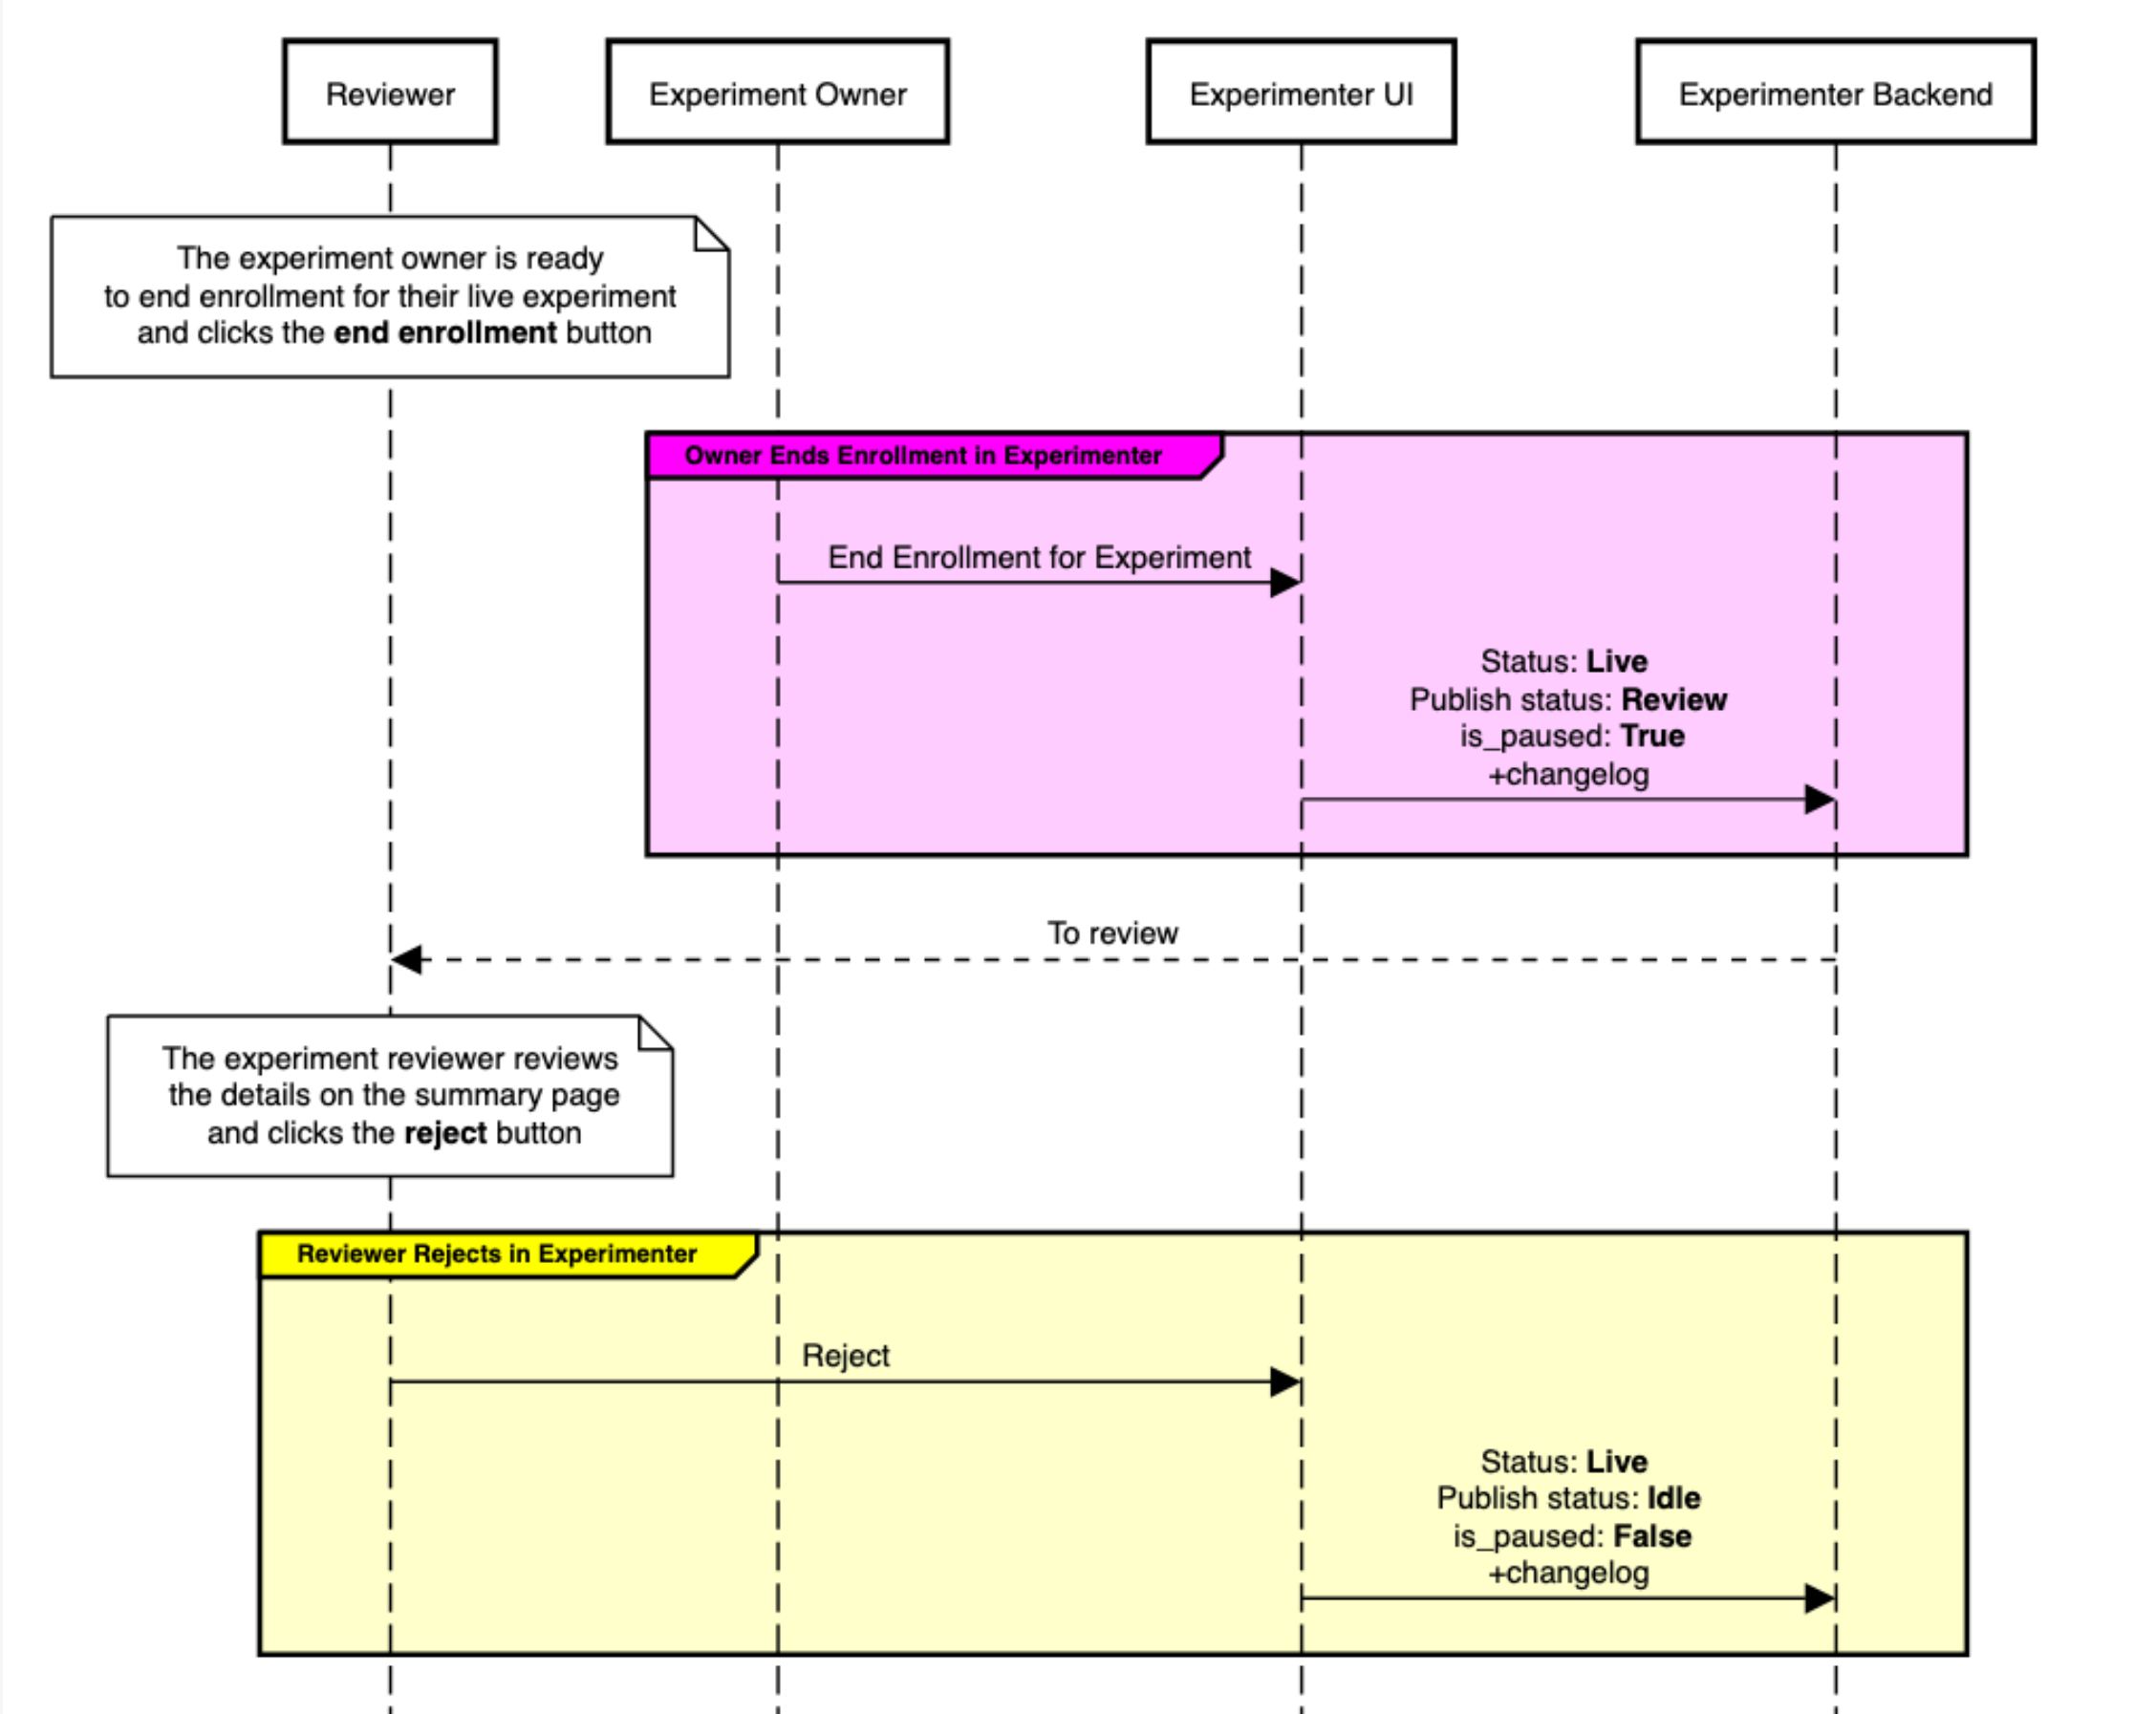 Reviewer
Experiment Owner
Experimenter UI
Experimenter Backend
The experiment owner is ready
to end enrollment for their live experiment
and clicks the end enrollment button
Owner Ends Enrollment in Experimenter
End Enrollment for Experiment
Status: Live
Publish status: Review
is_paused: True
+changelog
To review
The experiment reviewer reviews
the details on the summary page
and clicks the reject button
Reviewer Rejects in Experimenter
Reject
Status: Live
Publish status: Idle
is_paused: False
+changelog